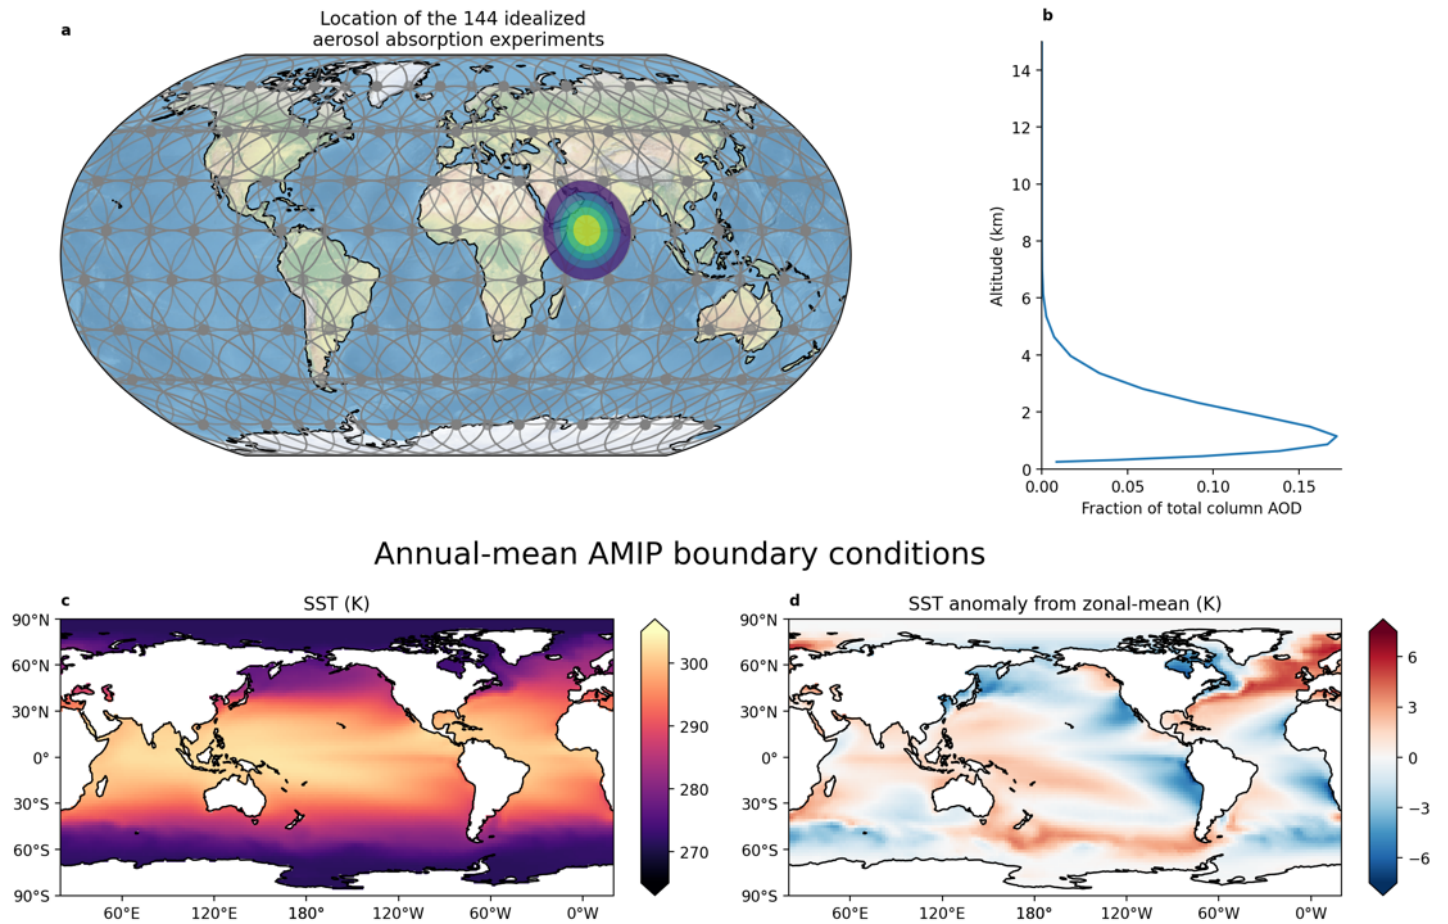 a
Location of the 144 idealized
aerosol absorption experiments
b
14
12
10
8
6
4
2
0
Altitude (km)
0.00 0.05 0.10 0.15
Fraction of total column AOD
Annual-mean AMIP boundary conditions
c
SST (K)
90°N
60°N
30°N
0°
30°S
60°S
90°S
60°E 120°E 180° 120°W 60°W 0°W
300
290
280
270
d
SST anomaly from zonal-mean (K)
90°N
60°N
30°N
0°
30°S
60°S
90°S
60°E 120°E 180° 120°W 60°W 0°W
6
3
0
−3
−6